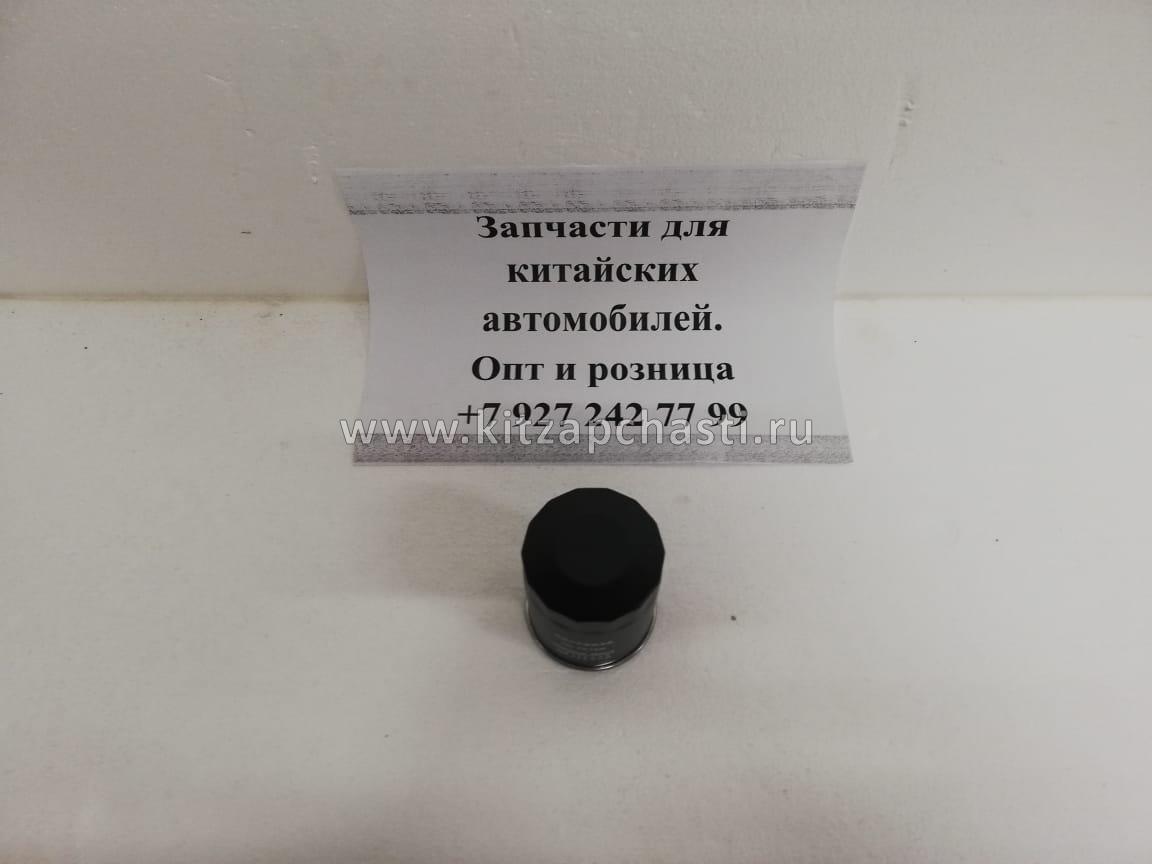 Запчасти для
китайских
автомобилей.
Опт и розница
+7 927 242 77 99
www.kitzapchasti.ru